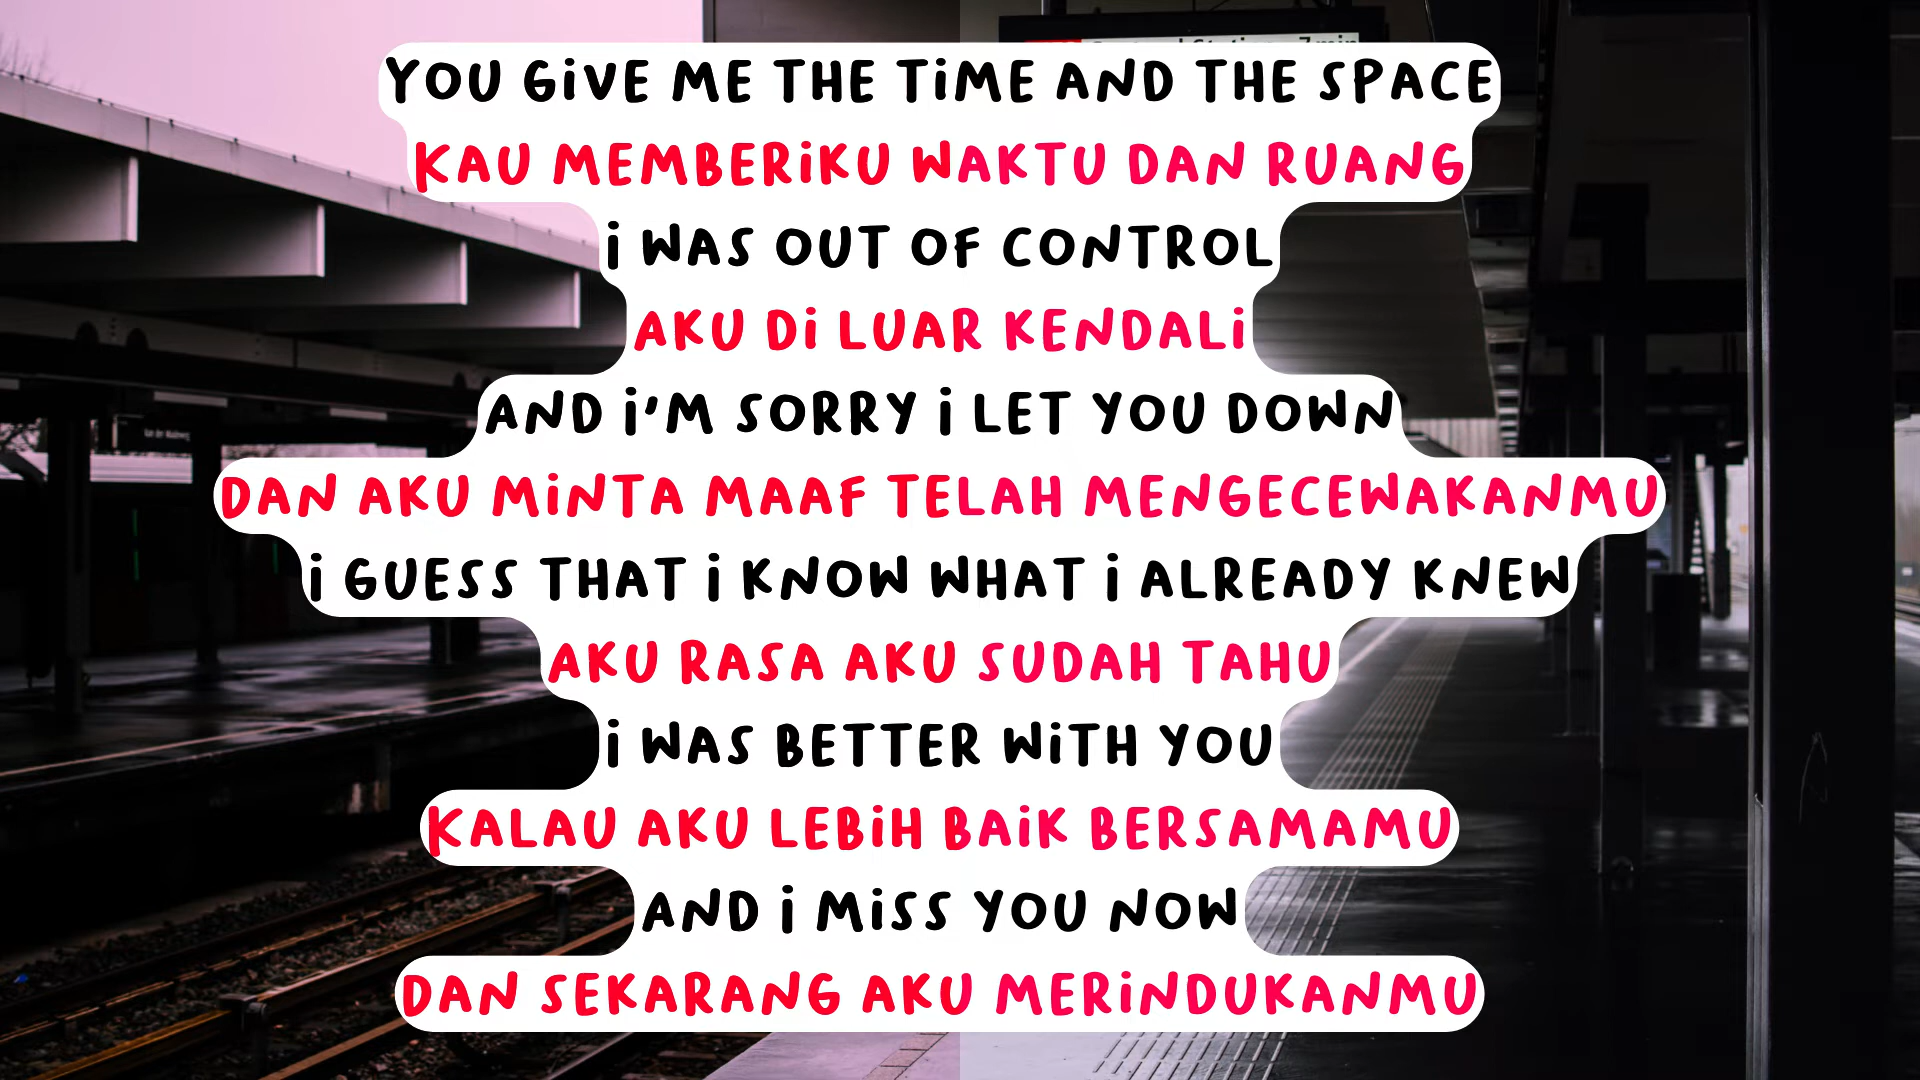 YOU GIVE ME THE TIME AND THE SPACE
KAU MEMBERIKU WAKTU DAN RUANG
I WAS OUT OF CONTROL
AKU DI LUAR KENDALI
AND I'M SORRY I LET YOU DOWN
DAN AKU MINTA MAAF TELAH MENGECEWAKANMU
I GUESS THAT I KNOW WHAT I ALREADY KNEW
AKU RASA AKU SUDAH TAHU
I WAS BETTER WITH YOU
KALAU AKU LEBIH BAIK BERSAMAMU
AND I MISS YOU NOW
DAN SEKARANG AKU MERINDUKANMU